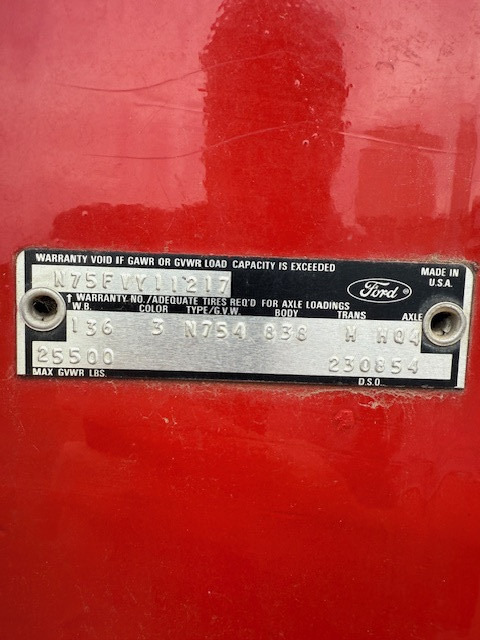 WARRANTY VOID IF GAWR OR GVWR LOAD CAPACITY IS EXCEEDED
MADE IN
U.S.A.
N75FVY11217
Ford ®
↑ WARRANTY NO./ADEQUATE TIRES REQ'D FOR AXLE LOADINGS
W.B. COLOR TYPE/G.V.W. BODY TRANS AXLE
136 3 N754 838 M HQ4
25500 230854
MAX GVWR LBS. D.S.O.